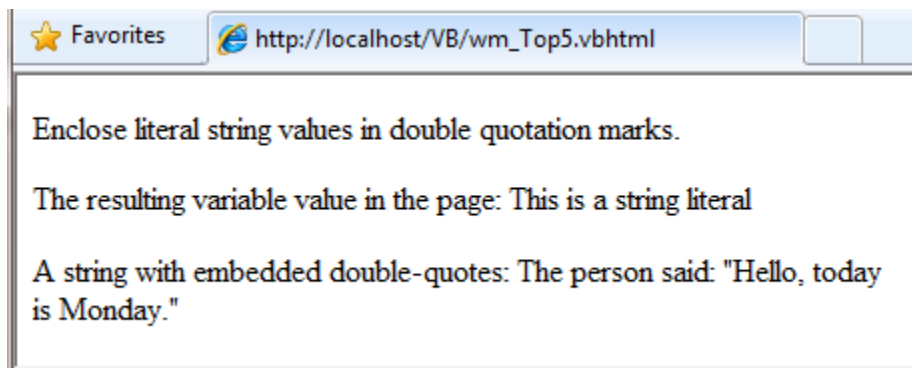 Favorites
http://localhost/VB/wm_Top5.vbhtml
Enclose literal string values in double quotation marks.
The resulting variable value in the page: This is a string literal
A string with embedded double-quotes: The person said: "Hello, today
is Monday."